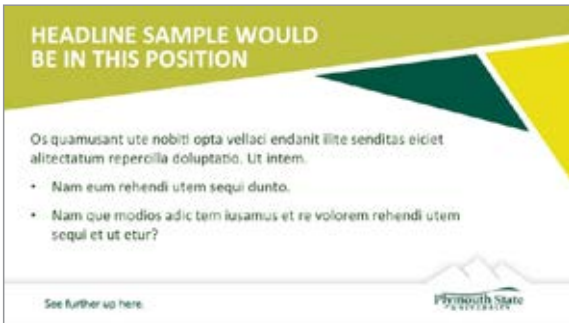 HEADLINE SAMPLE WOULD
BE IN THIS POSITION
Os quamusant ute nobiti opta vellaci endanit ilite senditas eiciet
alitectatum repercilla doluptatio. Ut intem.
• Nam eum rehendi utem sequi dunto.
• Nam que modios adic tem iusamus et re volorem rehendi utem
sequi et ut etur?
See further up here.
Plymouth State
UNIVERSITY